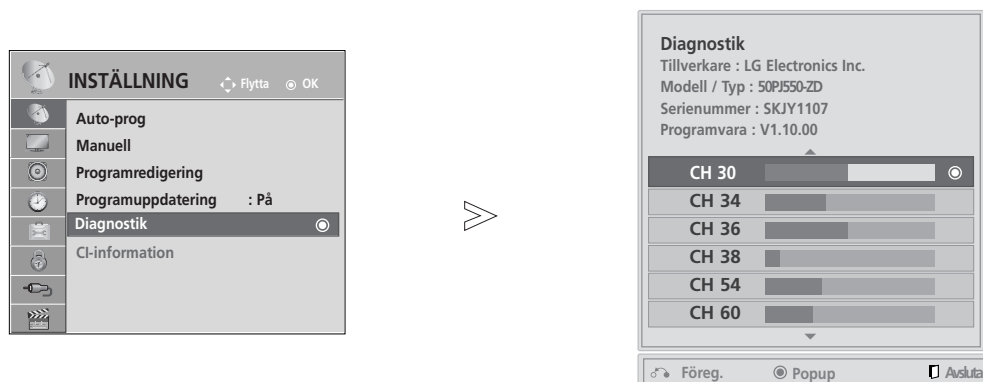 INSTÄLLNING Flytta OK
Auto-prog
Manuell
Programredigering
Programuppdatering : På
Diagnostik
CI-information
Diagnostik
Tillverkare : LG Electronics Inc.
Modell / Typ : 50PJ550-ZD
Serienummer : SKJY1107
Programvara : V1.10.00
CH 30
CH 34
CH 36
CH 38
CH 54
CH 60
Föreg. Popup Avsluta